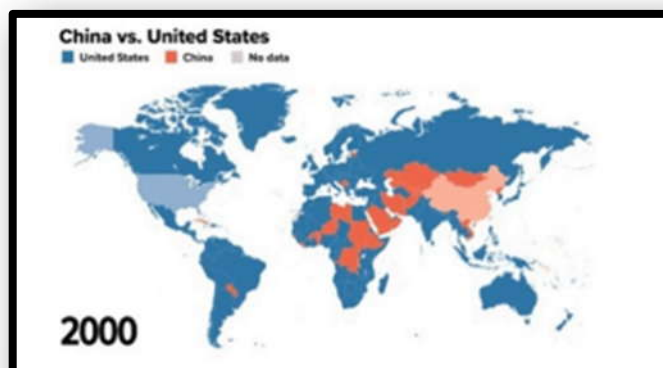 China vs. United States
United States China No data
2000